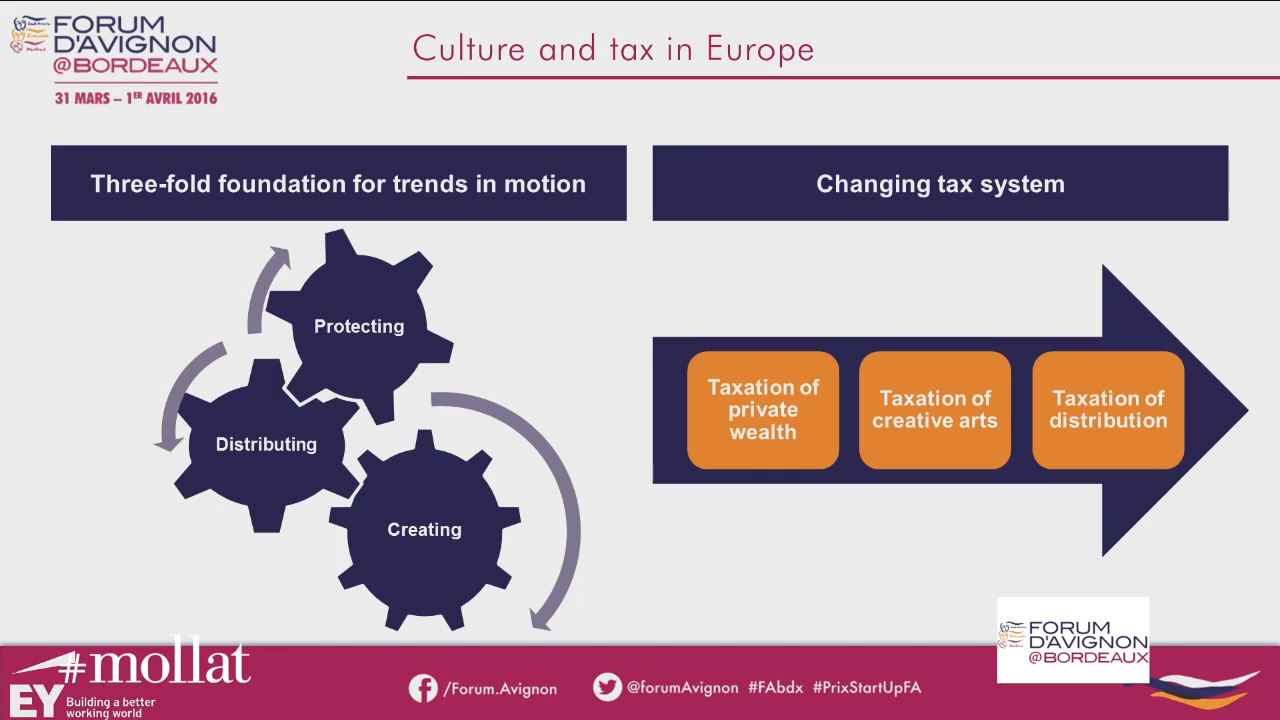 FORUM
D'AVIGNON
@BORDEAUX
31 MARS – 1ER AVRIL 2016
Culture and tax in Europe
Three-fold foundation for trends in motion
Changing tax system
Protecting
Distributing
Creating
Taxation of
private
wealth
Taxation of
creative arts
Taxation of
distribution
FORUM
D'AVIGNON
@BORDEAUX
#mollat
EY
Building a better
working world
/Forum.Avignon
@forumAvignon #FAbdx #PrixStartUpFA